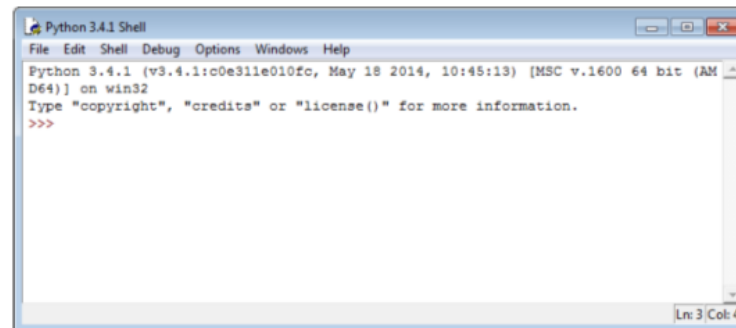 Python 3.4.1 Shell
File Edit Shell Debug Options Windows Help
Python 3.4.1 (v3.4.1:c0e311e010fc, May 18 2014, 10:45:13) [MSC v.1600 64 bit (AM
D64)] on win32
Type "copyright", "credits" or "license()" for more information.
>>>
Ln: 3 Col: 4